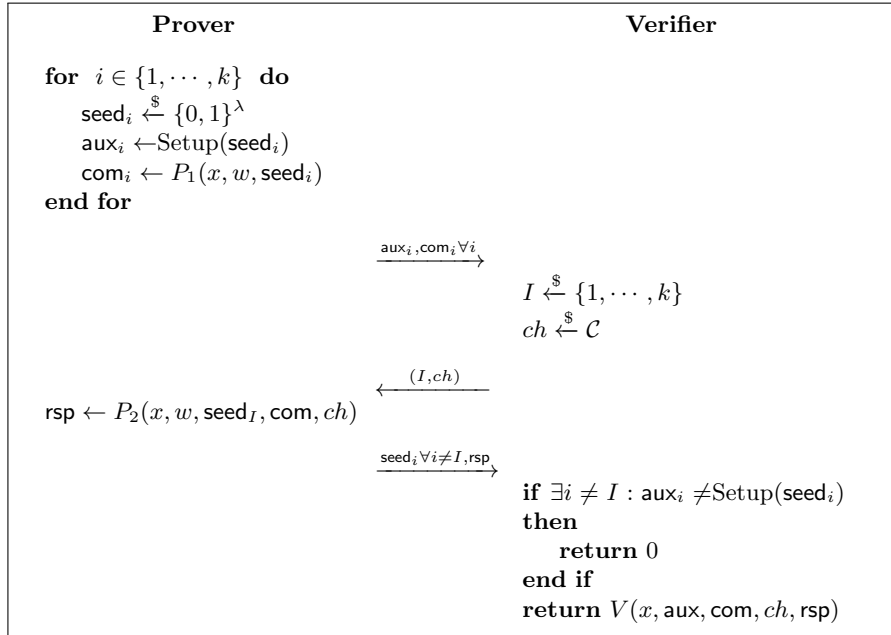 Prover
Verifier
for i ∈ {1, ⋯ , k} do
seed_i ←$ {0, 1}^λ
aux_i ←Setup(seed_i)
com_i ← P_1(x, w, seed_i)
end for
aux_i,com_i∀i
I ←$ {1, ⋯ , k}
ch ←$ 𝒞
(I,ch)
rsp ← P_2(x, w, seed_I, com, ch)
seed_i∀i≠I,rsp
if ∃i ≠ I : aux_i ≠Setup(seed_i)
then
return 0
end if
return V(x, aux, com, ch, rsp)